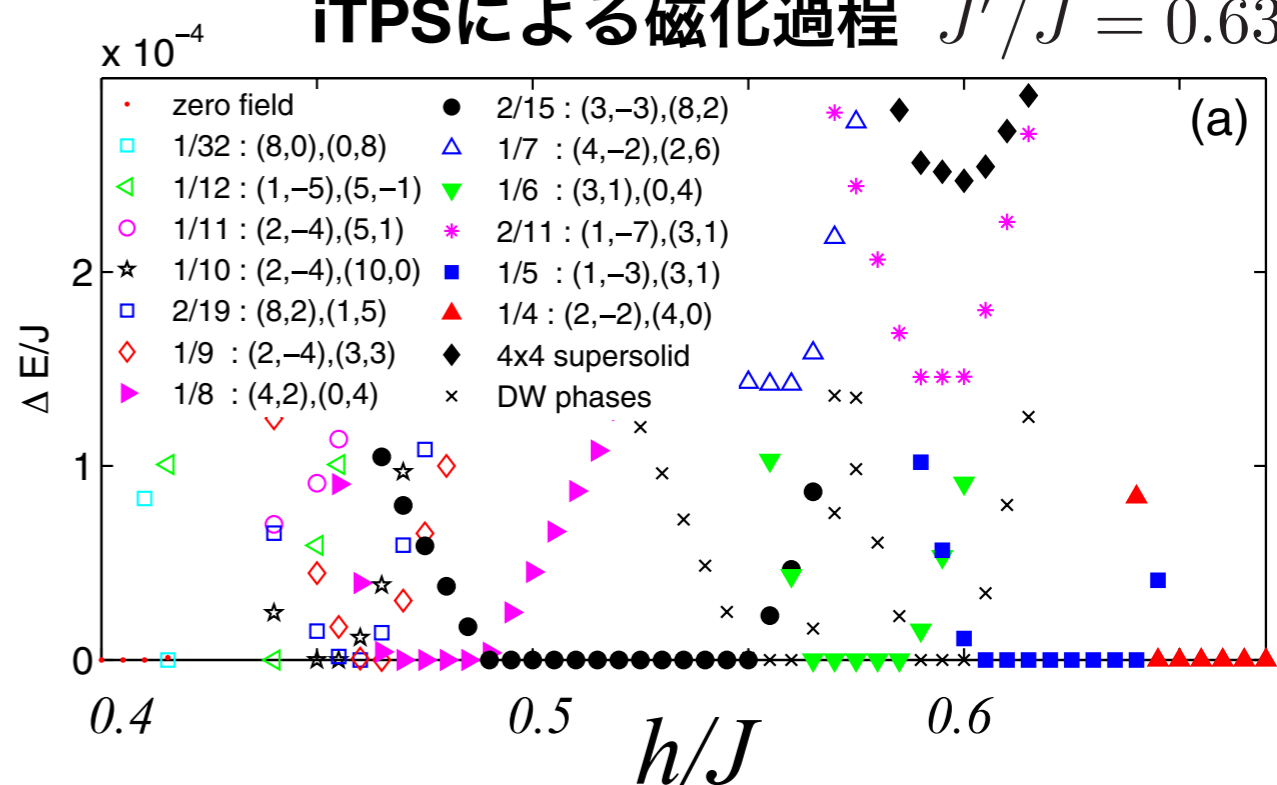 iTPSによる磁化過程 J′/J = 0.63
x 10−4
(a)
zero field
1/32 : (8,0),(0,8)
1/12 : (1,−5),(5,−1)
1/11 : (2,−4),(5,1)
1/10 : (2,−4),(10,0)
2/19 : (8,2),(1,5)
1/9 : (2,−4),(3,3)
1/8 : (4,2),(0,4)
2/15 : (3,−3),(8,2)
1/7 : (4,−2),(2,6)
1/6 : (3,1),(0,4)
2/11 : (1,−7),(3,1)
1/5 : (1,−3),(3,1)
1/4 : (2,−2),(4,0)
4x4 supersolid
DW phases
2
1
0
Δ E/J
0.4 0.5 0.6
h/J